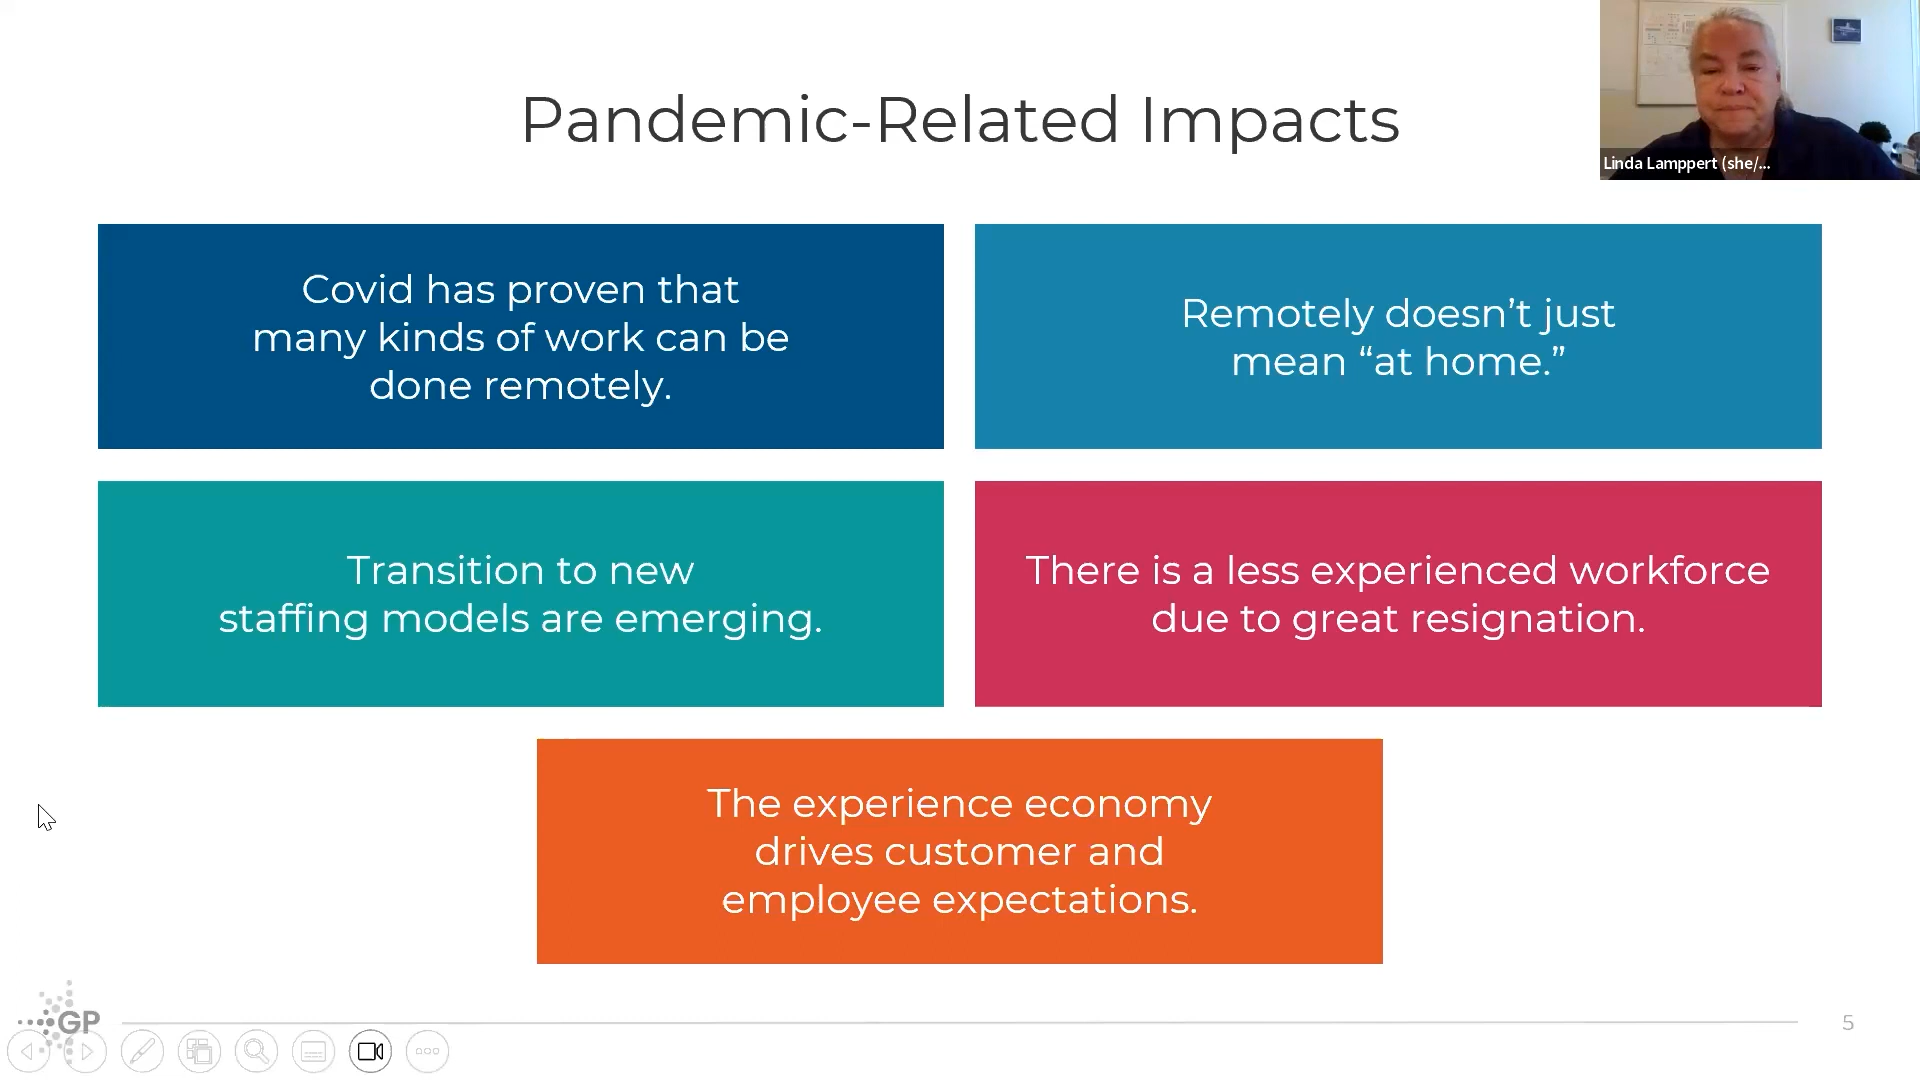 Pandemic-Related Impacts
Linda Lamppert (she/...
Covid has proven that
many kinds of work can be
done remotely.
Remotely doesn’t just
mean “at home.”
Transition to new
staffing models are emerging.
There is a less experienced workforce
due to great resignation.
The experience economy
drives customer and
employee expectations.
GP
5